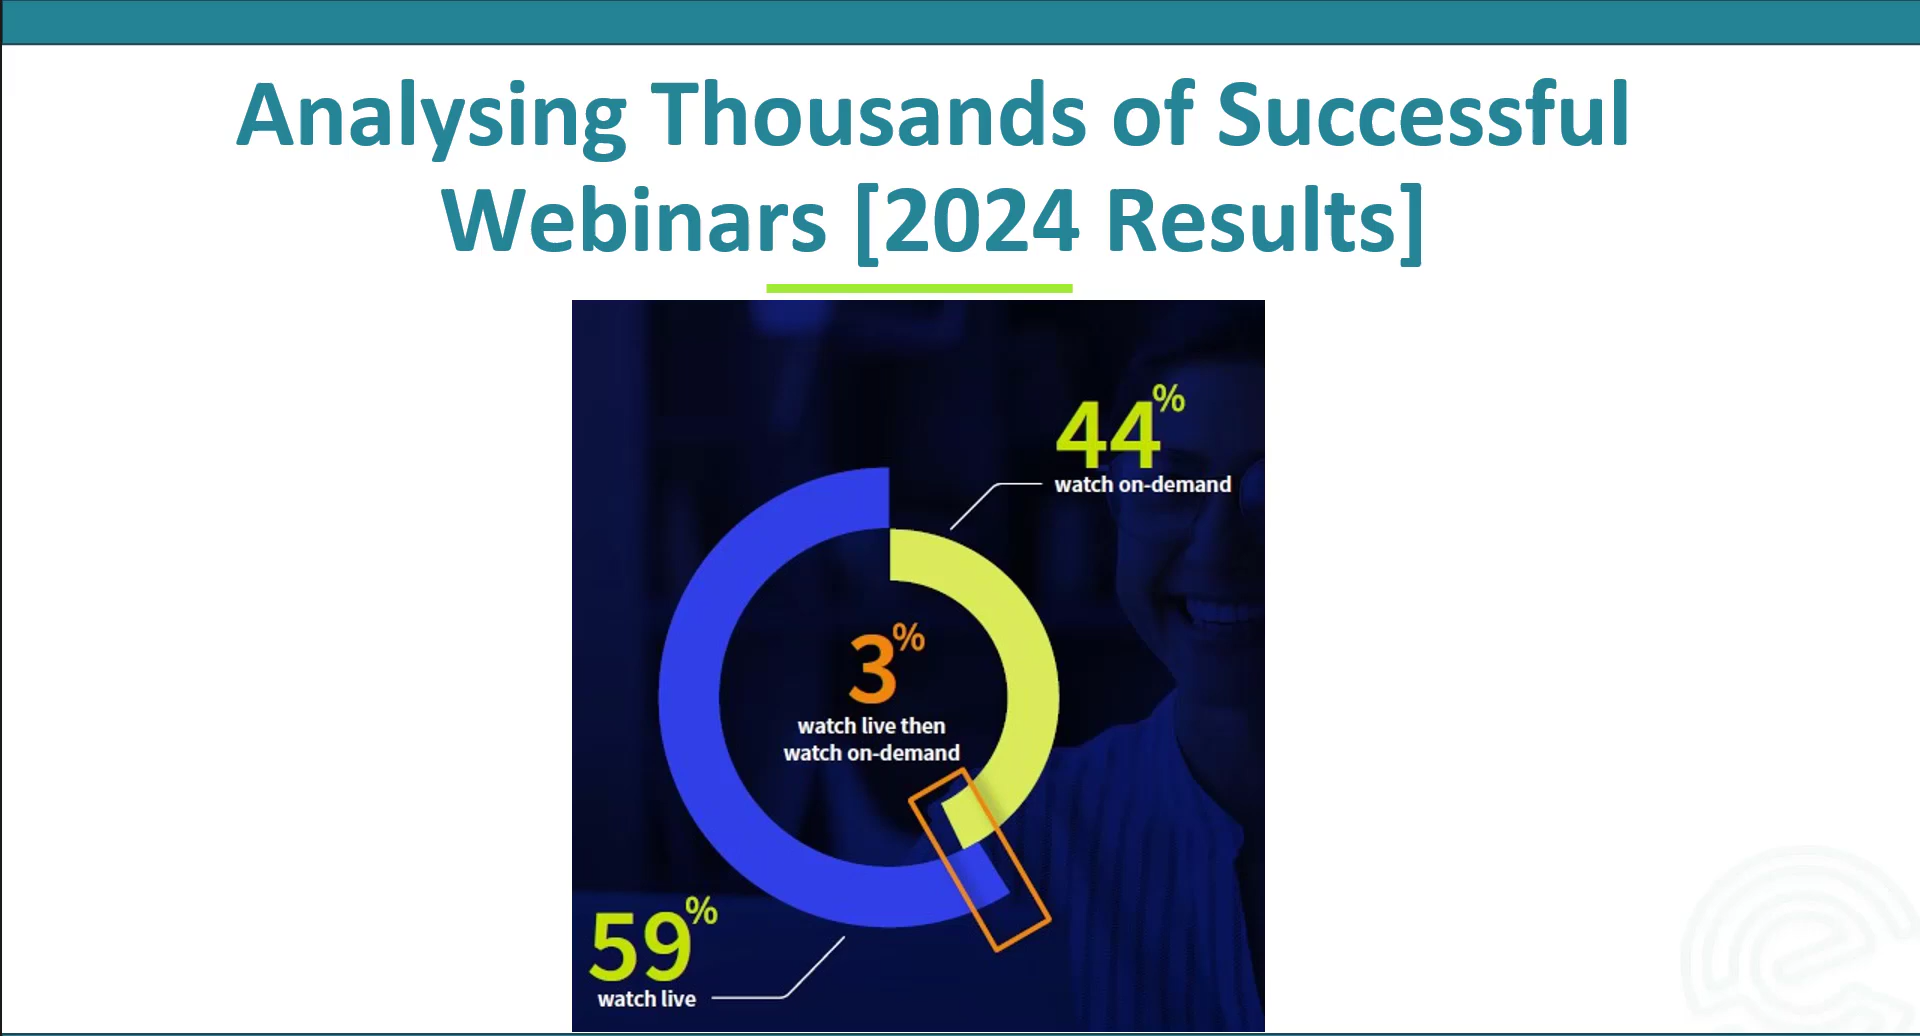 Analysing Thousands of Successful
Webinars [2024 Results]
44%
watch on-demand
3%
watch live then
watch on-demand
59%
watch live